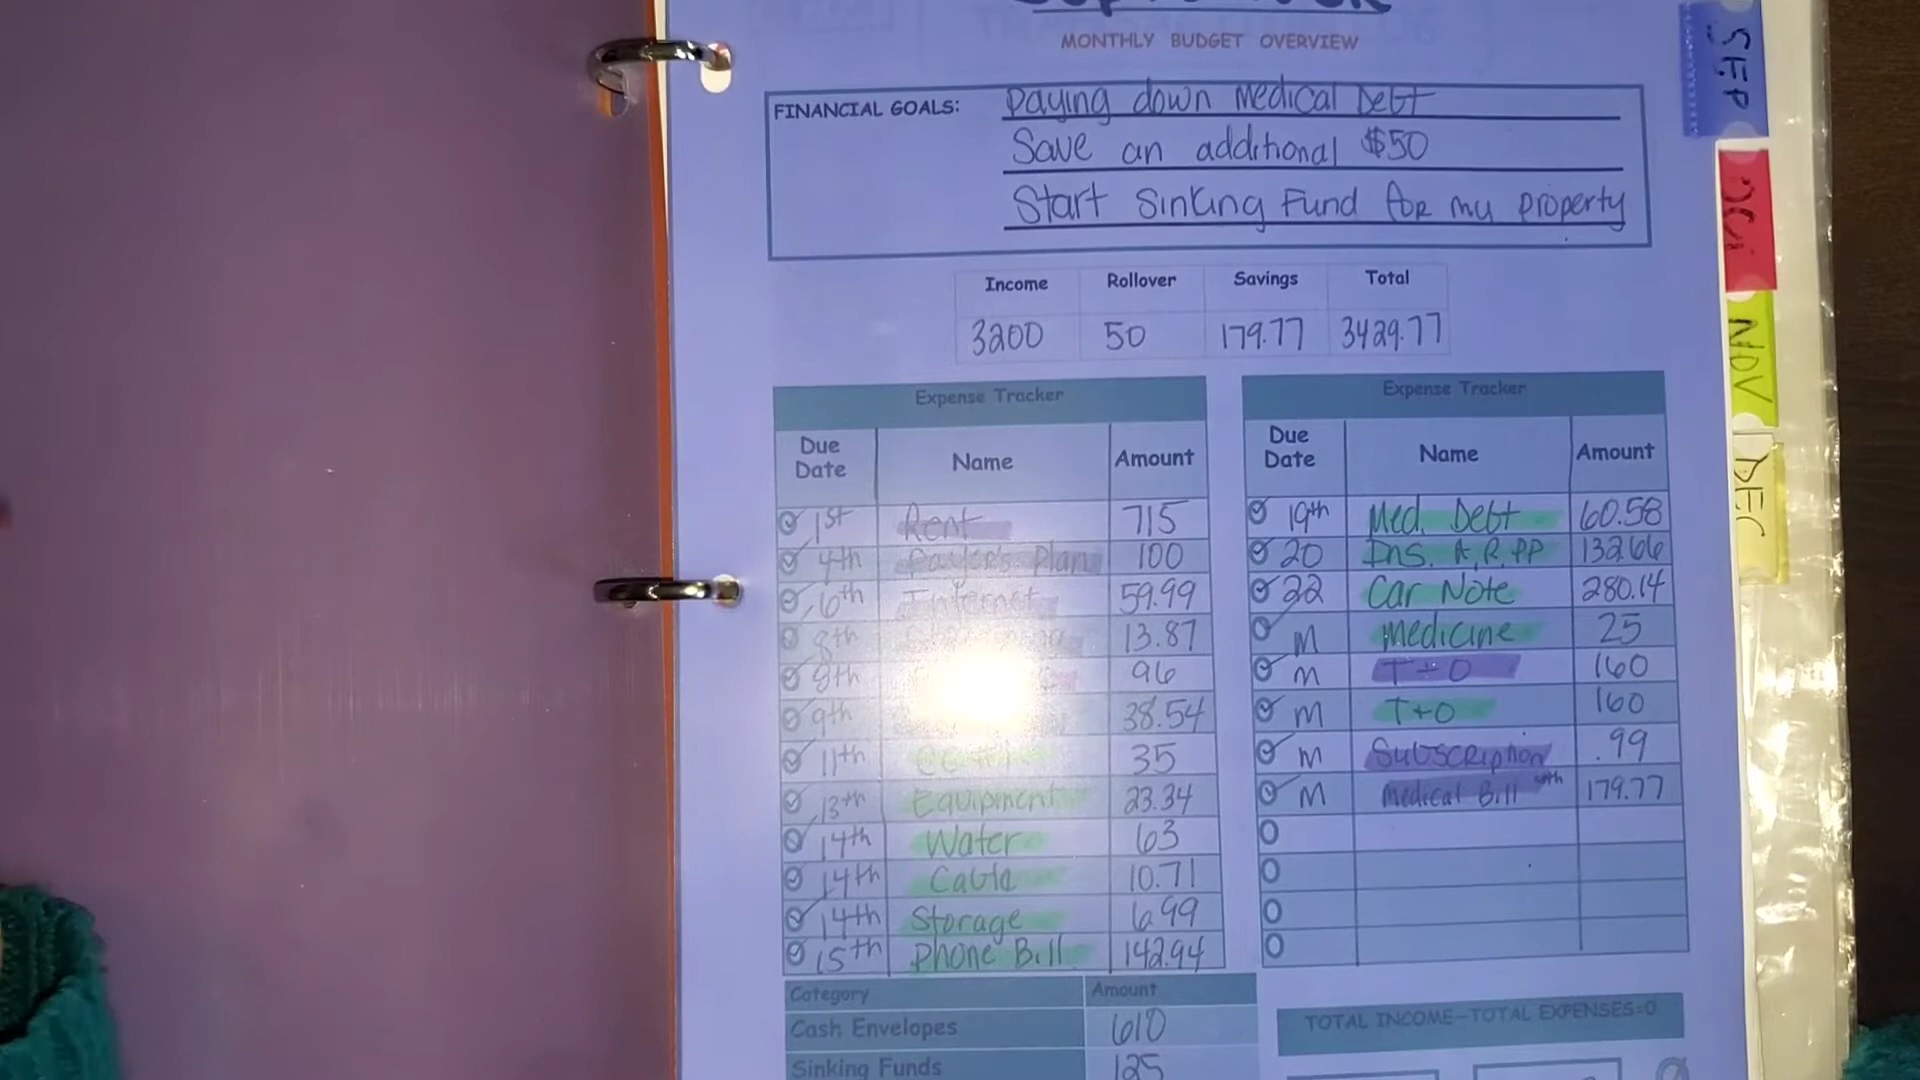 MONTHLY BUDGET OVERVIEW
FINANCIAL GOALS: Paying down Medical Debt
Save an additional $50
Start Sinking Fund for my property
Income Rollover Savings Total
3200 50 179.77 3429.77
Expense Tracker
Due Date Name Amount
1st Rent 715
4th Payler's Plan 100
6th Internet 59.99
8th 13.87
8th 96
9th 38.54
11th 35
13th Equipment 23.34
14th Water 63
14th Cable 10.71
14th Storage 6.99
15th Phone Bill 142.94
Expense Tracker
Due Date Name Amount
19th Med. Debt 60.58
20 Ins. A,R,PP 132.66
22 Car Note 280.14
M Medicine 25
M T+O 160
M T+O 160
M Subscription .99
M Medical Bill 179.77
Category Amount
Cash Envelopes 610
Sinking Funds 125
TOTAL INCOME-TOTAL EXPENSES=0
SEP
OCT
NOV
DEC